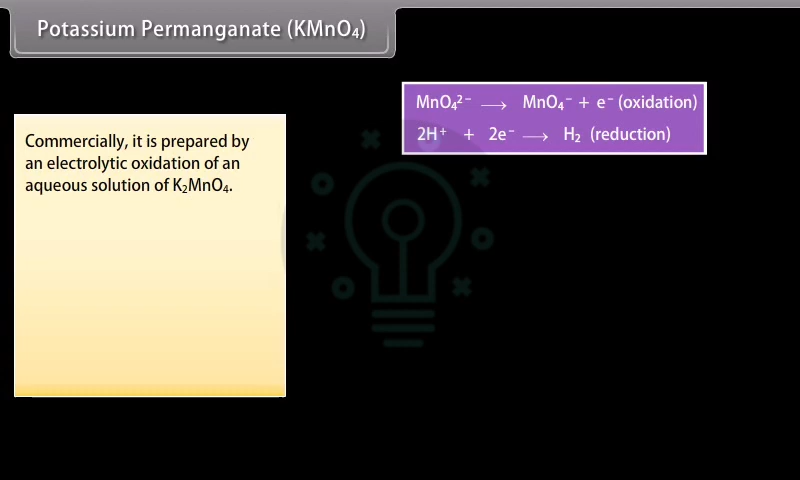 Potassium Permanganate (KMnO₄)
MnO₄²⁻ ⟶ MnO₄⁻ + e⁻ (oxidation)
2H⁺ + 2e⁻ ⟶ H₂ (reduction)
Commercially, it is prepared by
an electrolytic oxidation of an
aqueous solution of K₂MnO₄.